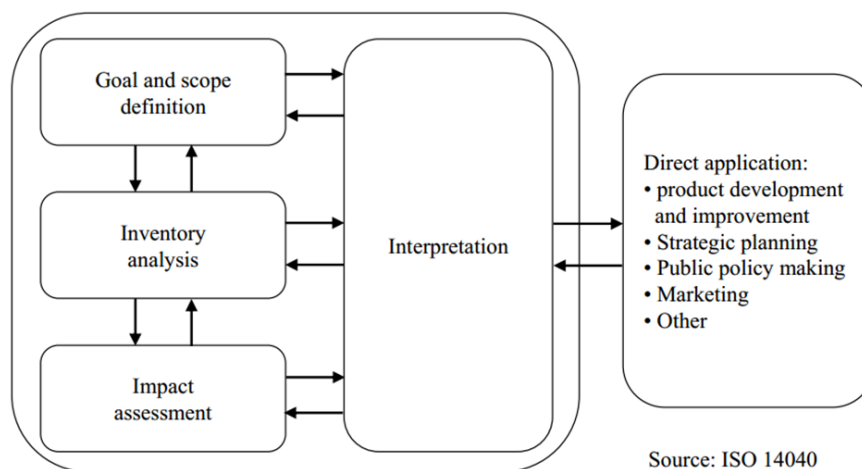 Goal and scope
definition
Inventory
analysis
Impact
assessment
Interpretation
Direct application:
• product development
and improvement
• Strategic planning
• Public policy making
• Marketing
• Other
Source: ISO 14040